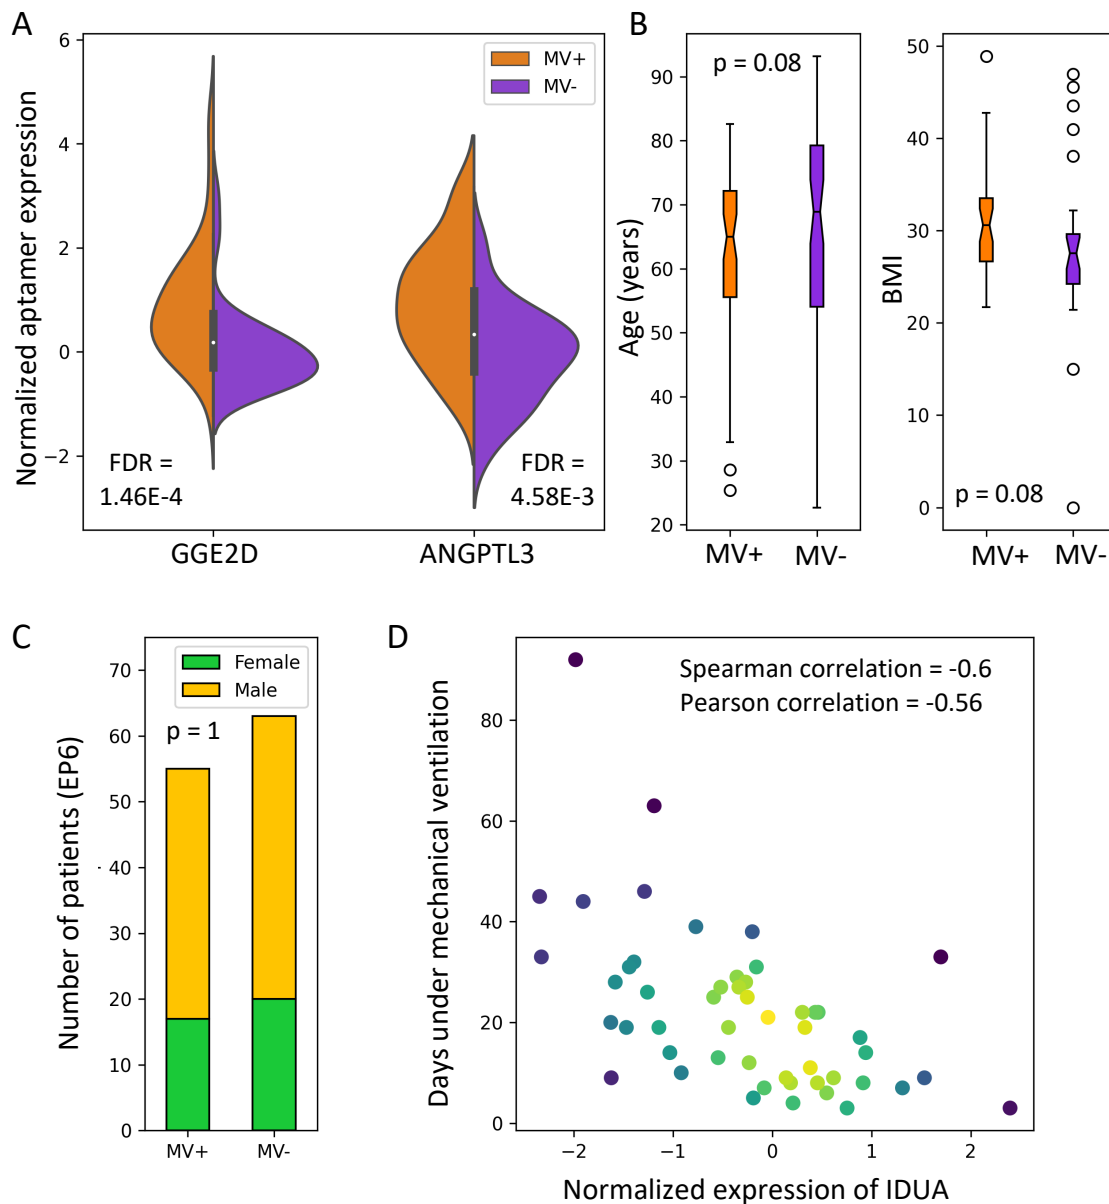 A
Normalized aptamer expression
6
4
2
0
−2
MV+
MV-
FDR =
1.46E-4
FDR =
4.58E-3
GGE2D
ANGPTL3
B
Age (years)
90
80
70
60
50
40
30
20
p = 0.08
MV+
MV-
BMI
50
40
30
20
10
0
p = 0.08
MV+
MV-
C
Number of patients (EP6)
70
60
50
40
30
20
10
0
Female
Male
p = 1
MV+
MV-
D
Days under mechanical ventilation
80
60
40
20
0
Spearman correlation = -0.6
Pearson correlation = -0.56
−2
−1
0
1
2
Normalized expression of IDUA